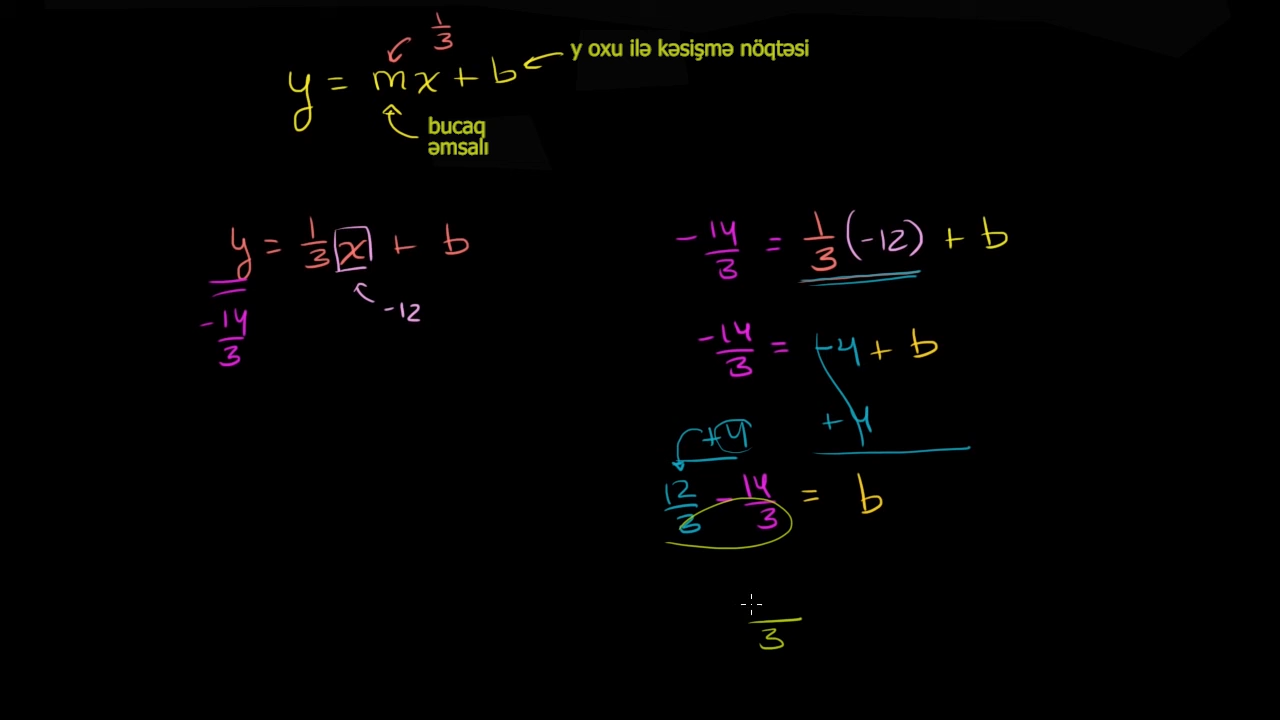 1/3
y = mx + b y oxu ilə kəsişmə nöqtəsi
bucaq
əmsalı
y = 1/3 x + b
-12
-14/3
-14/3 = 1/3 (-12) + b
-14/3 = -4 + b
+4 +4
12/3 - 14/3 = b
/3